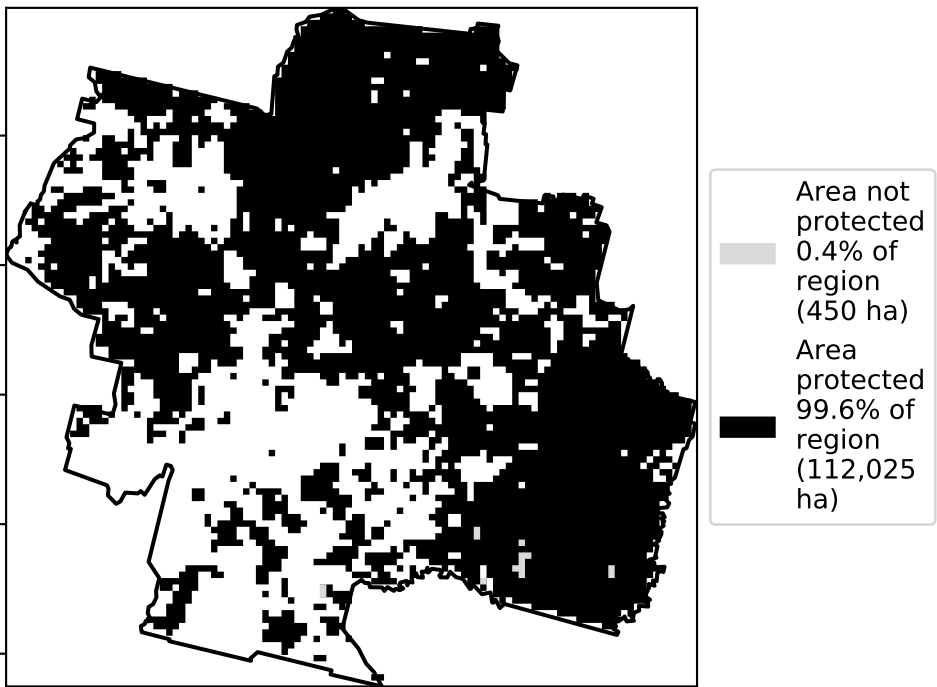 Area not
protected
0.4% of
region
(450 ha)
Area
protected
99.6% of
region
(112,025
ha)